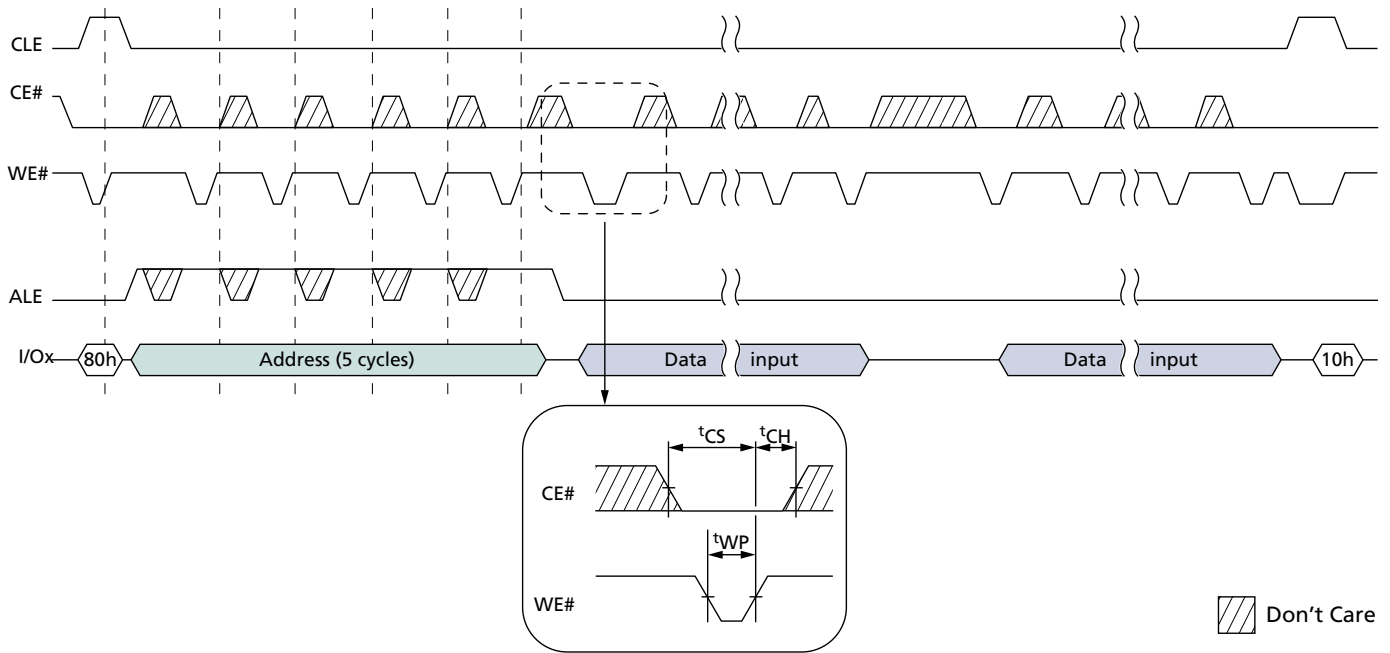 CLE
CE#
WE#
ALE
I/Ox
80h
Address (5 cycles)
Data input
Data input
10h
tCS
tCH
CE#
tWP
WE#
Don't Care